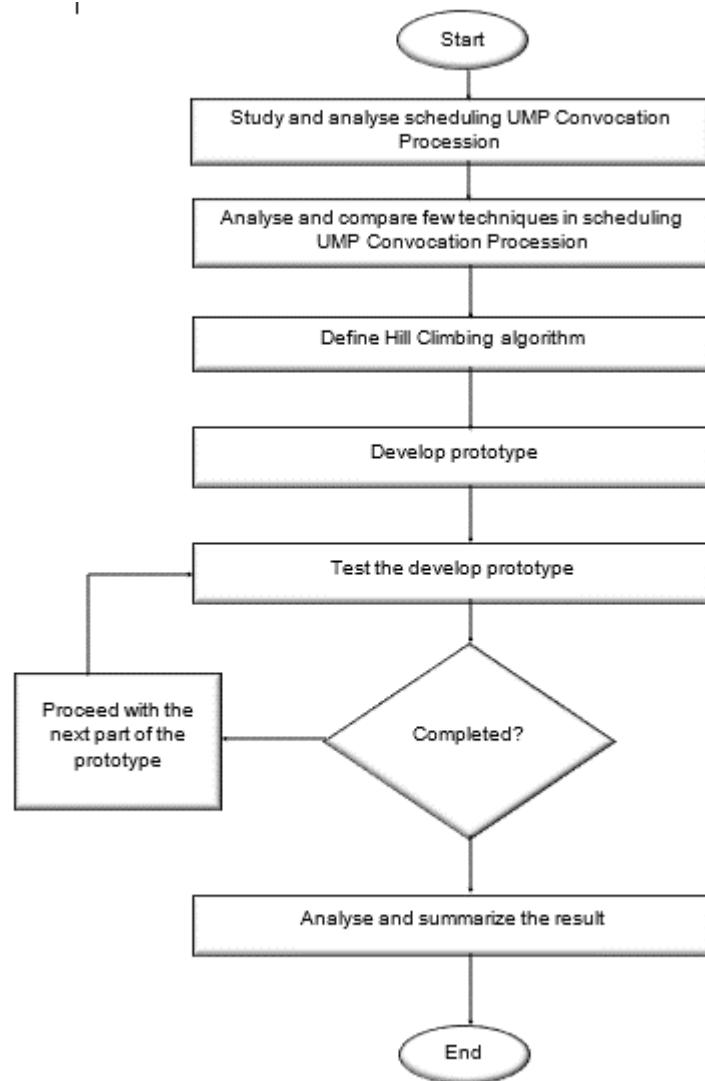 Start
Study and analyse scheduling UMP Convocation
Procession
Analyse and compare few techniques in scheduling
UMP Convocation Procession
Define Hill Climbing algorithm
Develop prototype
Test the develop prototype
Completed?
Proceed with the
next part of the
prototype
Analyse and summarize the result
End